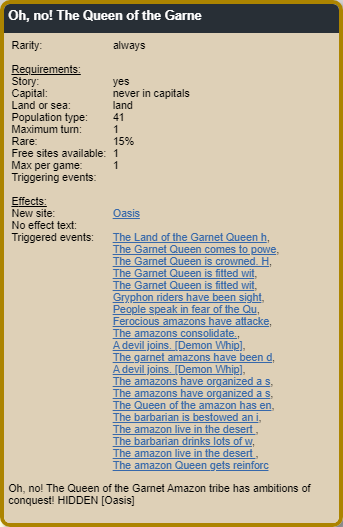 Oh, no! The Queen of the Garne
Rarity: always
Requirements:
Story: yes
Capital: never in capitals
Land or sea: land
Population type: 41
Maximum turn: 1
Rare: 15%
Free sites available: 1
Max per game: 1
Triggering events:
Effects:
New site: Oasis
No effect text:
Triggered events: The Land of the Garnet Queen h,
The Garnet Queen comes to powe,
The Garnet Queen is crowned. H,
The Garnet Queen is fitted wit,
The Garnet Queen is fitted wit,
Gryphon riders have been sight,
People speak in fear of the Qu,
Ferocious amazons have attacke,
The amazons consolidate.,
A devil joins. [Demon Whip],
The garnet amazons have been d,
A devil joins. [Demon Whip],
The amazons have organized a s,
The amazons have organized a s,
The Queen of the amazon has en,
The barbarian is bestowed an i,
The amazon live in the desert ,
The barbarian drinks lots of w,
The amazon live in the desert ,
The amazon Queen gets reinforc
Oh, no! The Queen of the Garnet Amazon tribe has ambitions of
conquest! HIDDEN [Oasis]